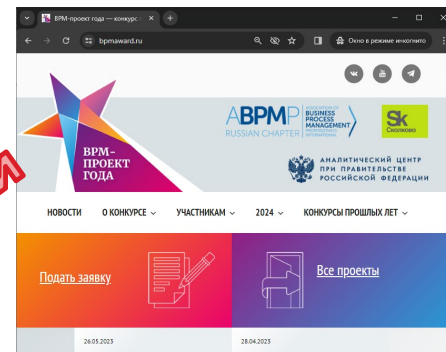 BPM-проект года — конкурс
bpmaward.ru
Окно в режиме инкогнито
ABPMP
RUSSIAN CHAPTER
ASSOCIATION OF
BUSINESS
PROCESS
MANAGEMENT
PROFESSIONALS
INTERNATIONAL
Sk
Сколково
BPM-
ПРОЕКТ
ГОДА
АНАЛИТИЧЕСКИЙ ЦЕНТР
ПРИ ПРАВИТЕЛЬСТВЕ
РОССИЙСКОЙ ФЕДЕРАЦИИ
НОВОСТИ О КОНКУРСЕ УЧАСТНИКАМ 2024 КОНКУРСЫ ПРОШЛЫХ ЛЕТ
Подать заявку
Все проекты
26.05.2023 28.04.2023